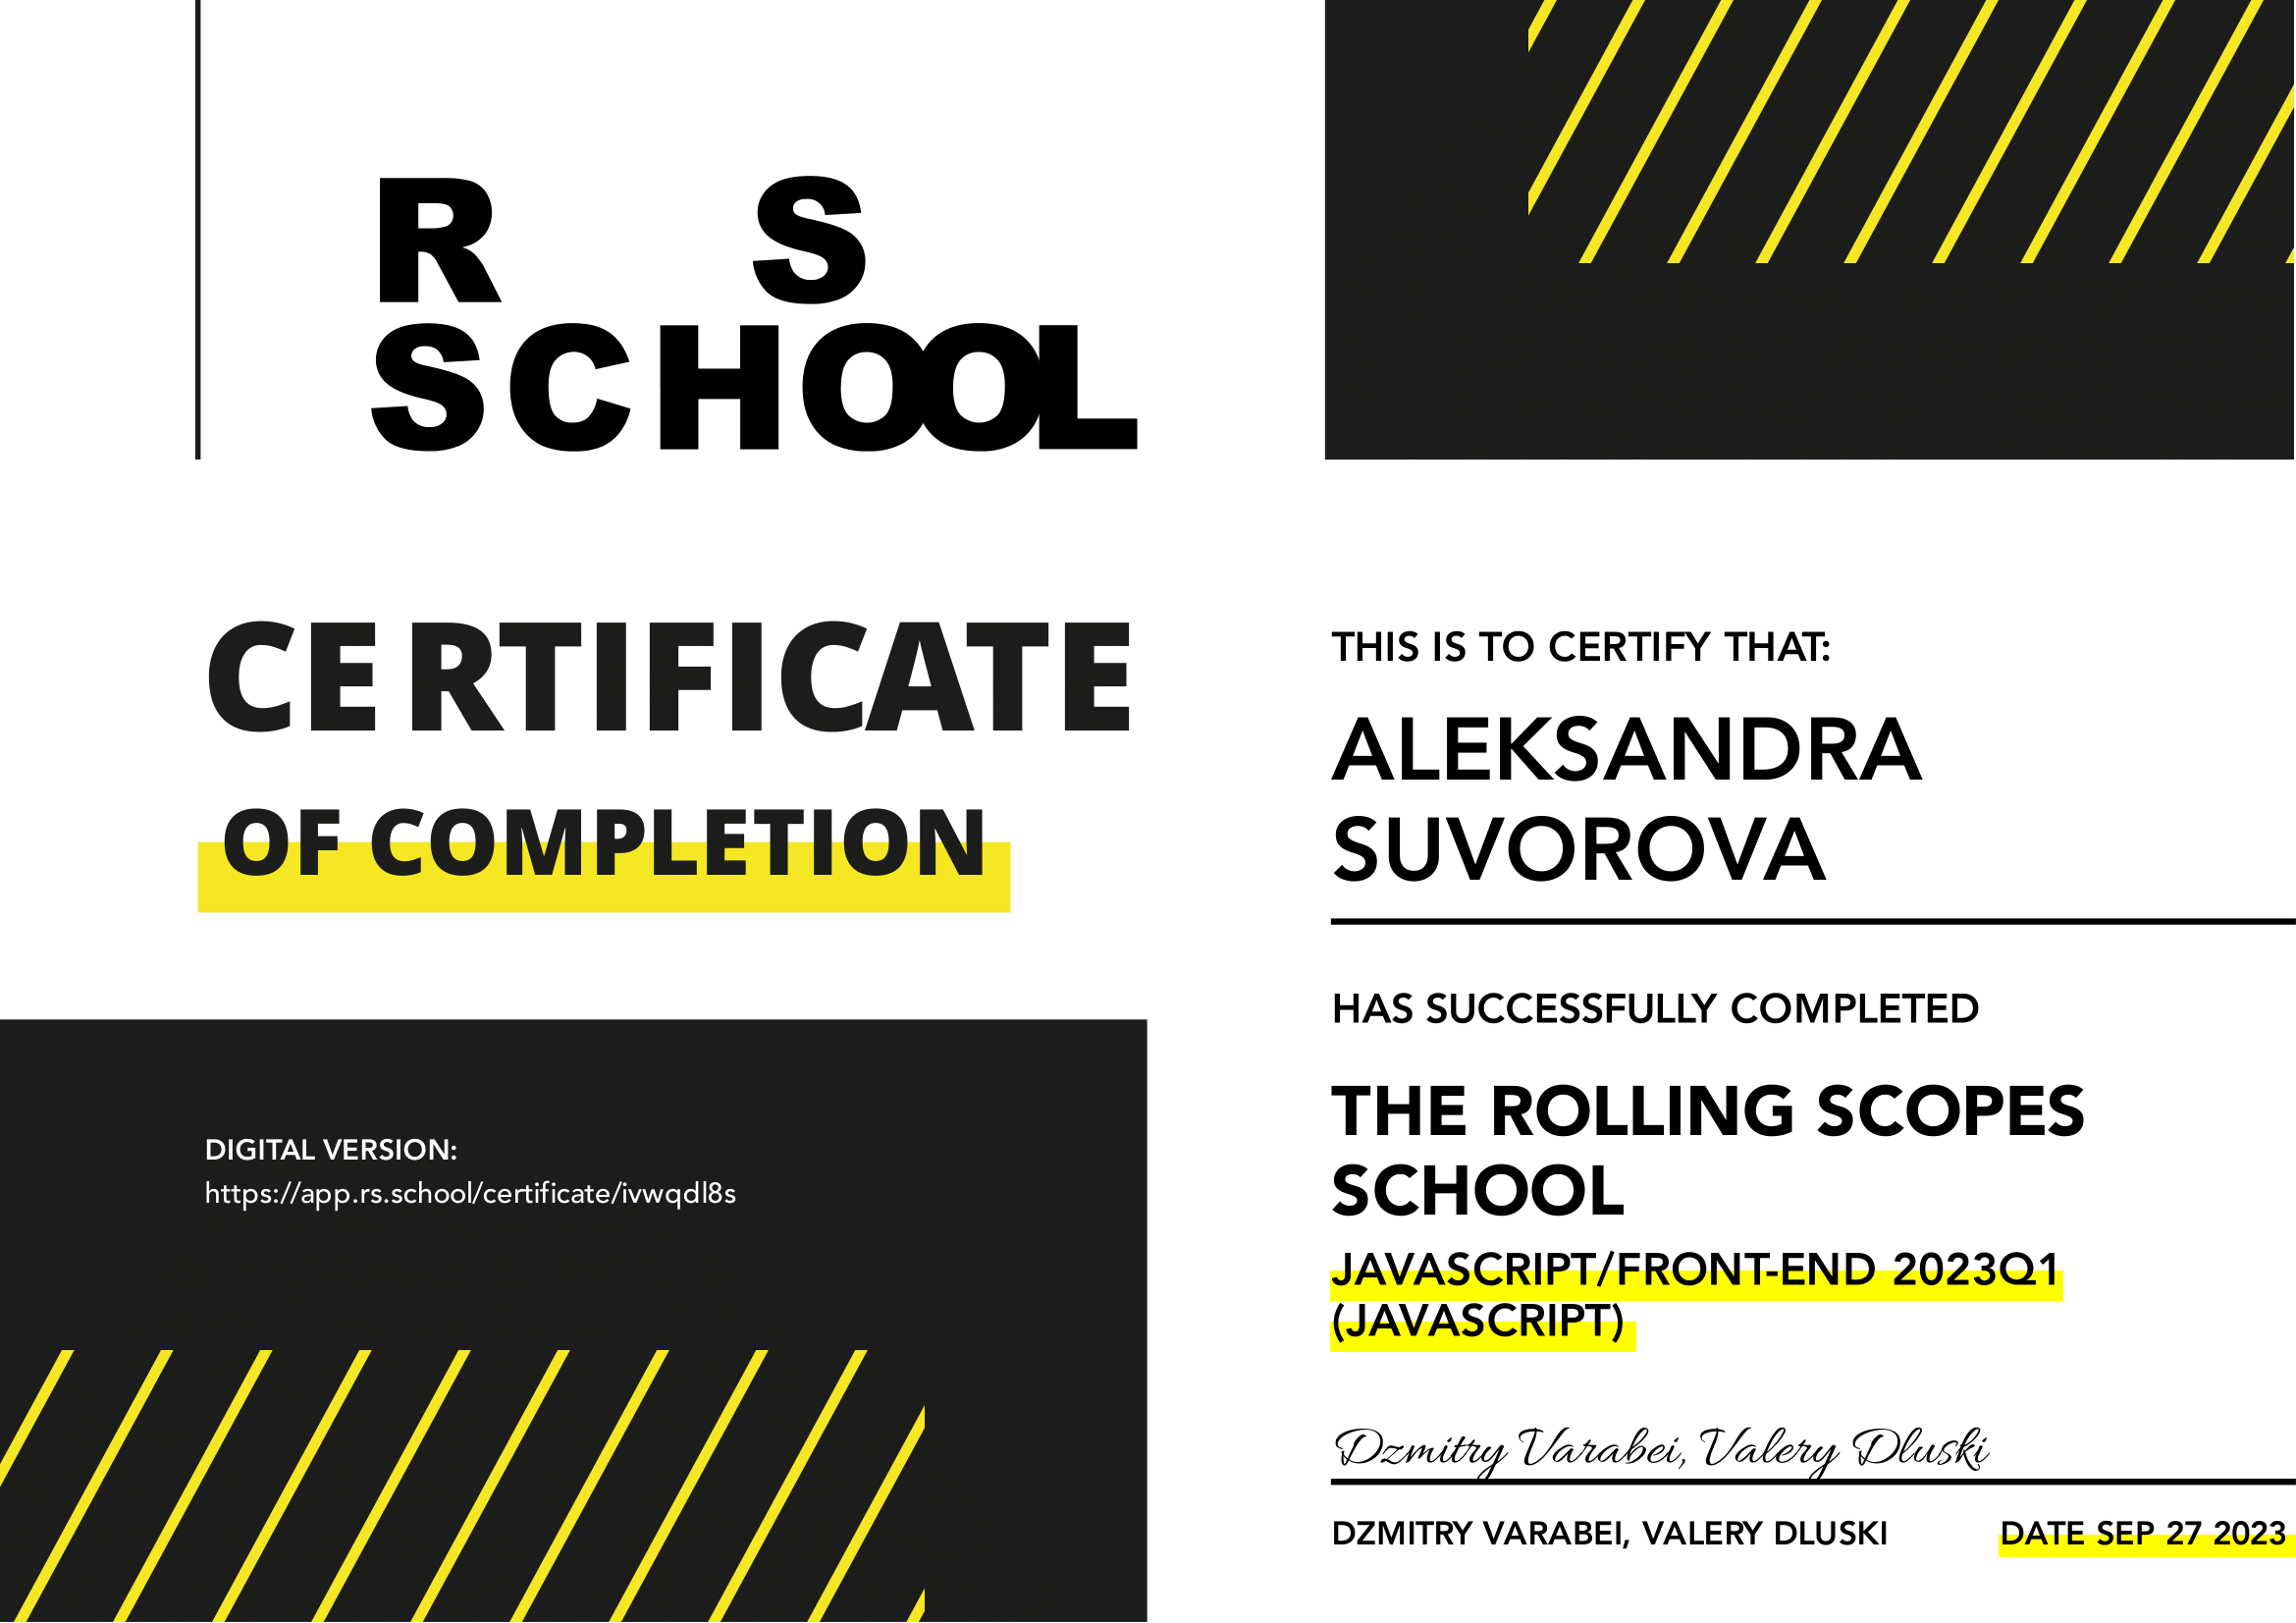 R S
SCHOOL
CERTIFICATE
OF COMPLETION
DIGITAL VERSION:
https://app.rs.school/certificate/ivwqdl8s
THIS IS TO CERTIFY THAT:
ALEKSANDRA
SUVOROVA
HAS SUCCESSFULLY COMPLETED
THE ROLLING SCOPES
SCHOOL
JAVASCRIPT/FRONT-END 2023Q1
(JAVASCRIPT)
Dzmitry Varabei, Valery Dluski
DZMITRY VARABEI, VALERY DLUSKI
DATE SEP 27 2023